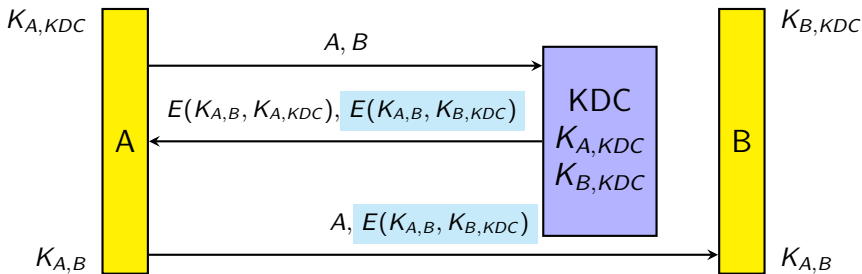 K_{A,KDC}
K_{B,KDC}
A, B
E(K_{A,B}, K_{A,KDC}), E(K_{A,B}, K_{B,KDC})
KDC
K_{A,KDC}
K_{B,KDC}
A
B
A, E(K_{A,B}, K_{B,KDC})
K_{A,B}
K_{A,B}